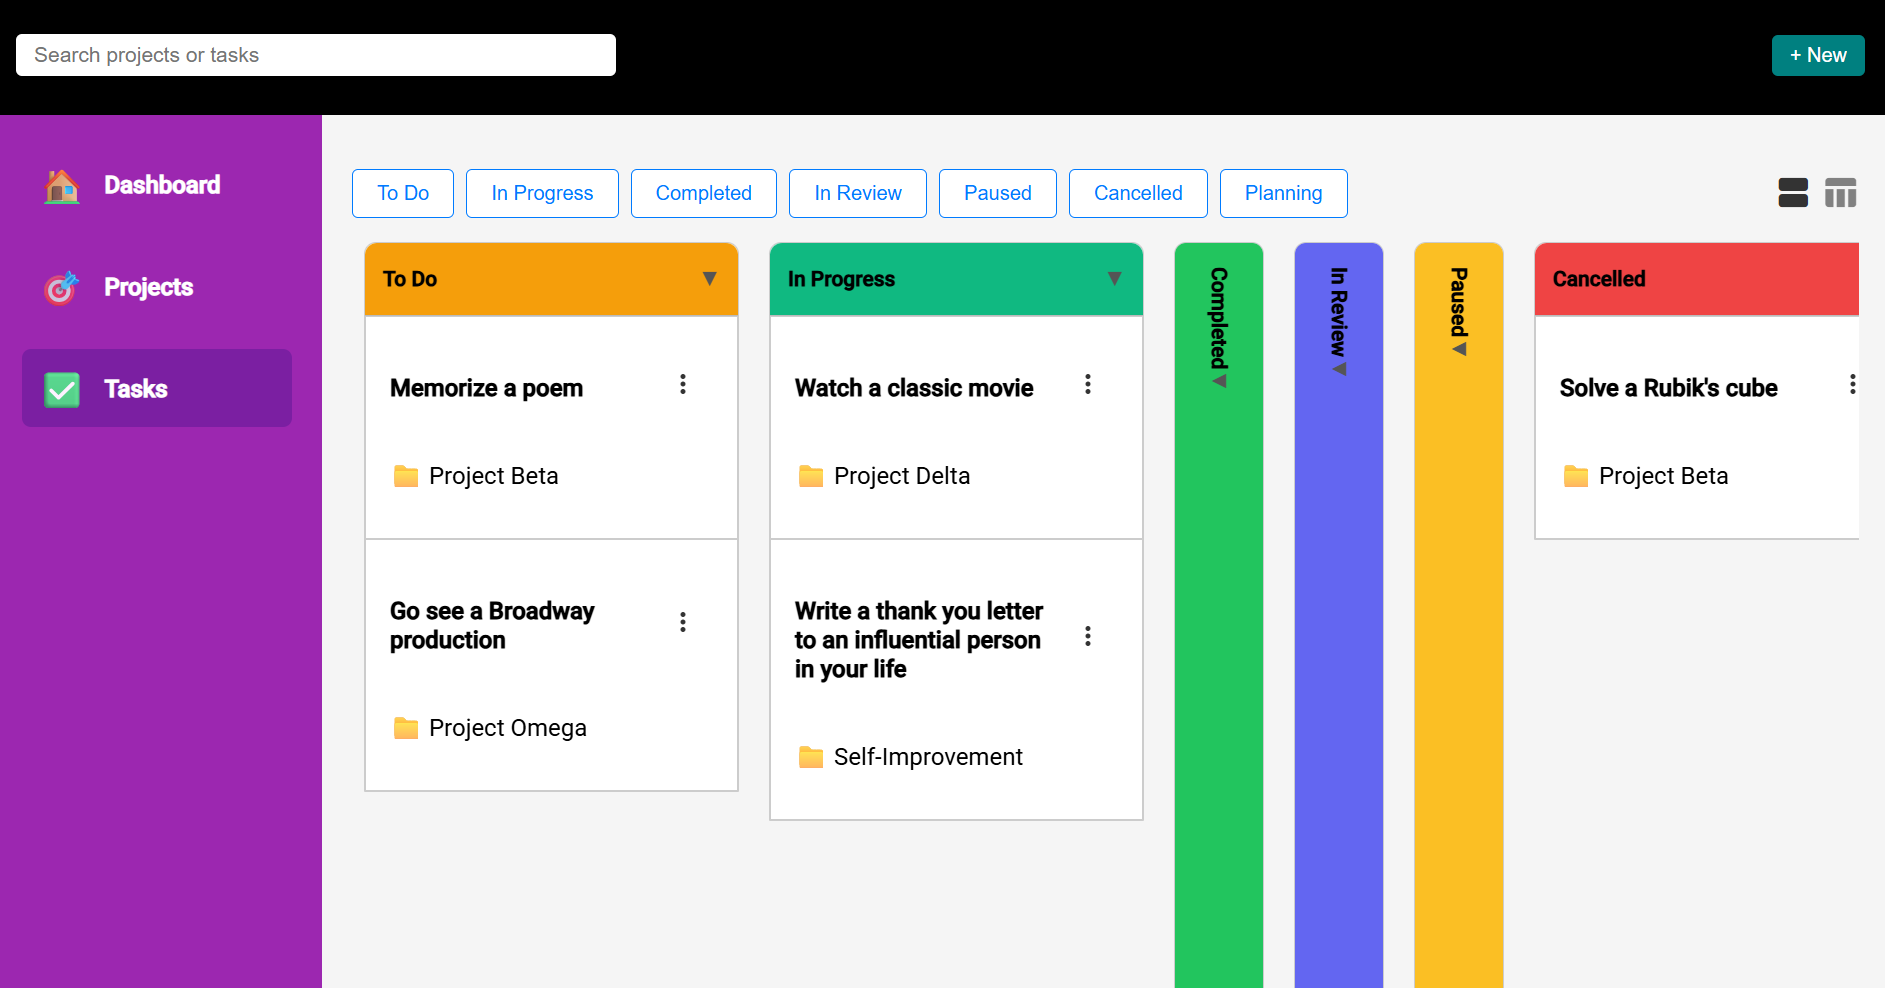 Search projects or tasks
+ New
Dashboard
Projects
Tasks
To Do
In Progress
Completed
In Review
Paused
Cancelled
Planning
To Do
Memorize a poem
Project Beta
Go see a Broadway
production
Project Omega
In Progress
Watch a classic movie
Project Delta
Write a thank you letter
to an influential person
in your life
Self-Improvement
Completed
In Review
Paused
Cancelled
Solve a Rubik's cube
Project Beta